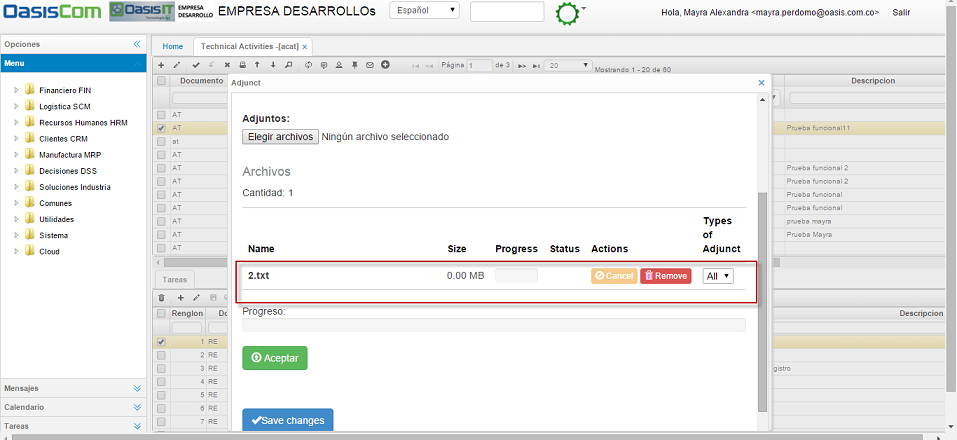 OasisCom
OasisIT
EMPRESA
DESARROLLO
EMPRESA DESARROLLOs
Español
Hola, Mayra Alexandra <mayra.perdomo@oasis.com.co>
Salir
Opciones
Menu
Financiero FIN
Logistica SCM
Recursos Humanos HRM
Clientes CRM
Manufactura MRP
Decisiones DSS
Soluciones Industria
Comunes
Utilidades
Sistema
Cloud
Mensajes
Calendario
Tareas
Home
Technical Activities -[acat] ×
Página 1 de 3
20
Mostrando 1 - 20 de 60
Documento
Descripcion
AT
AT
Prueba funcional11
at
AT
AT
Prueba funcional 2
AT
Prueba funcional 2
AT
Prueba funcional
AT
Prueba funcional
AT
prueba mayra
AT
Prueba Mayra
AT
Tareas
Renglon
Do
Descripcion
1 RE
2 RE
3 RE
gistro
4 RE
5 RE
6 RE
7 RE
Adjunct
×
Adjuntos:
Elegir archivos Ningún archivo seleccionado
Archivos
Cantidad: 1
Name Size Progress Status Actions Types of Adjunct
2.txt 0.00 MB Cancel Remove All
Progreso:
Aceptar
Save changes